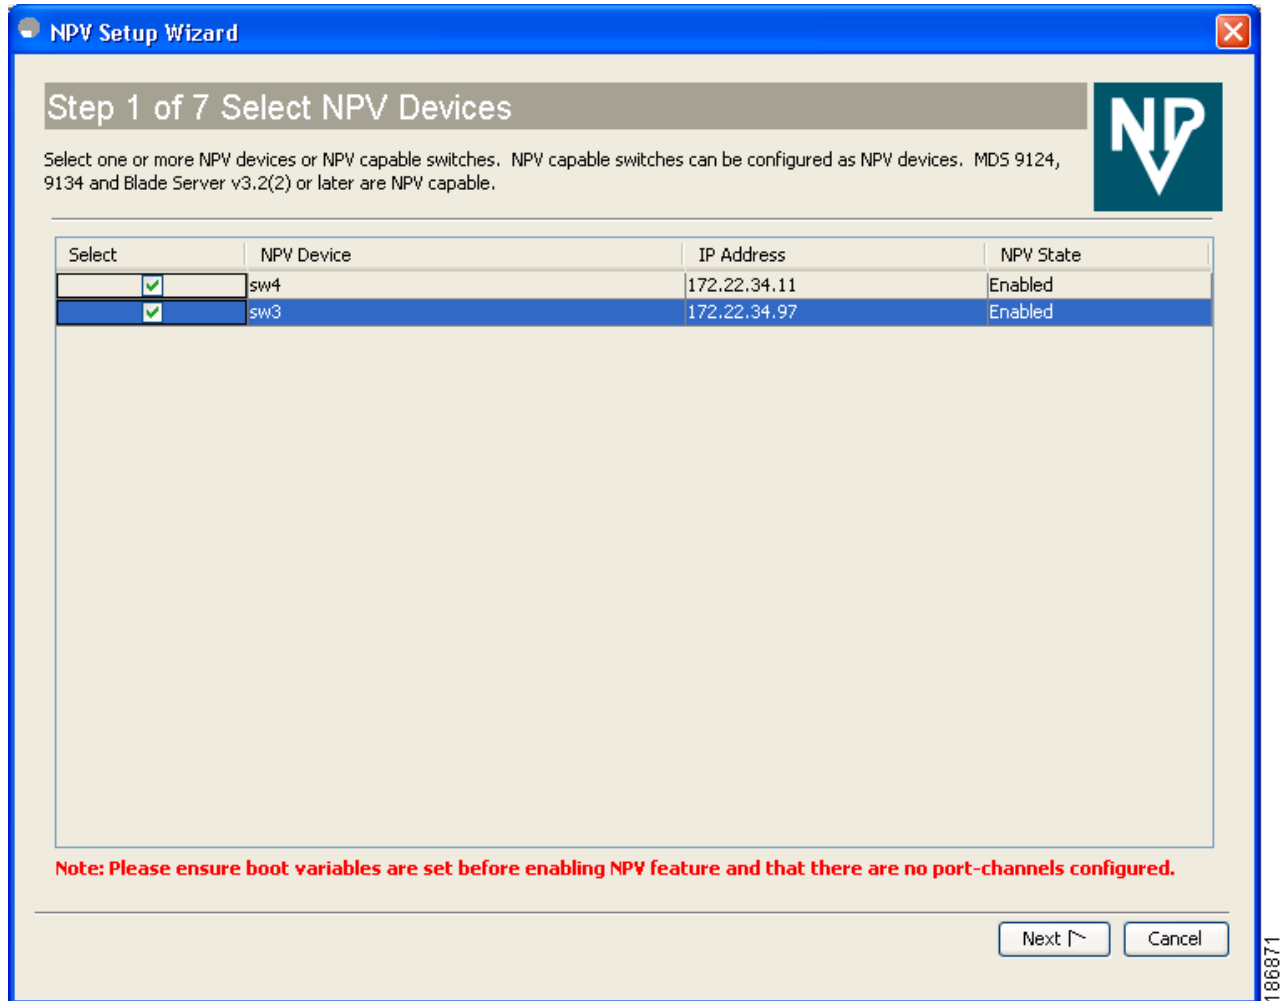 NPV Setup Wizard
Step 1 of 7 Select NPV Devices
NPV
Select one or more NPV devices or NPV capable switches. NPV capable switches can be configured as NPV devices. MDS 9124,
9134 and Blade Server v3.2(2) or later are NPV capable.
Select NPV Device IP Address NPV State
sw4 172.22.34.11 Enabled
sw3 172.22.34.97 Enabled
Note: Please ensure boot variables are set before enabling NPV feature and that there are no port-channels configured.
Next Cancel
186871